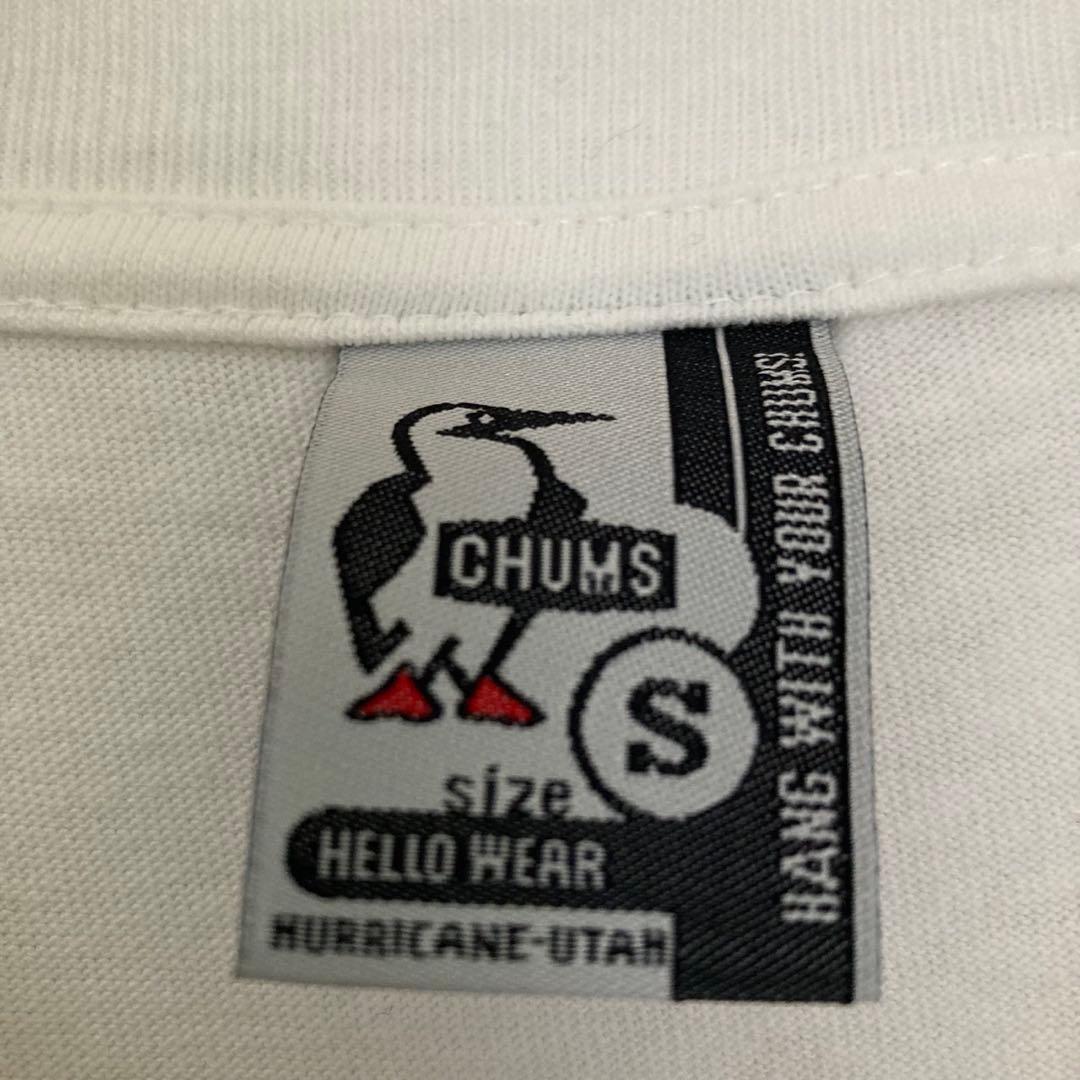 CHUMS
S
size
HELLO WEAR
HURRICANE-UTAH
HANG WITH YOUR CHUMS!